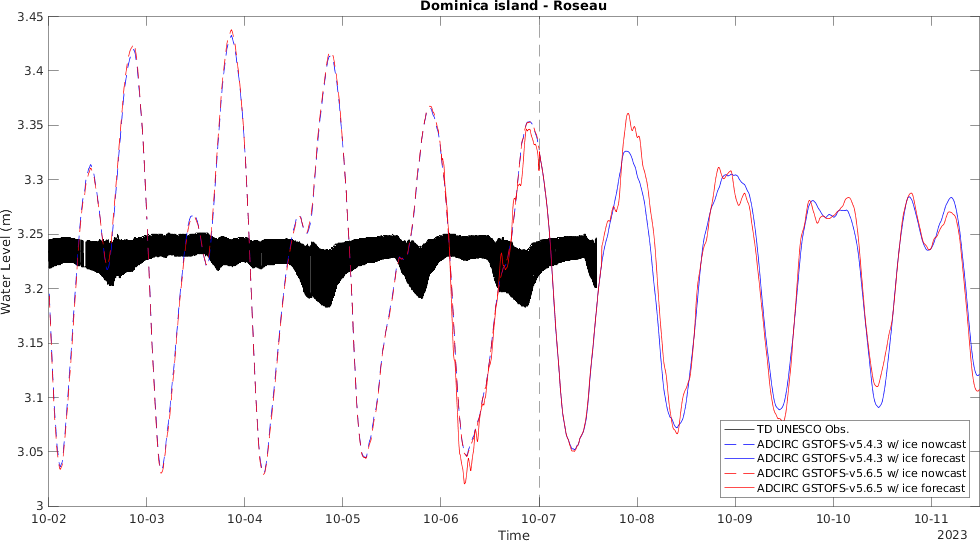 Dominica island - Roseau
3.45
3.4
3.35
3.3
3.25
3.2
3.15
3.1
3.05
3
Water Level (m)
10-02 10-03 10-04 10-05 10-06 10-07 10-08 10-09 10-10 10-11
Time
2023
TD UNESCO Obs.
ADCIRC GSTOFS-v5.4.3 w/ ice nowcast
ADCIRC GSTOFS-v5.4.3 w/ ice forecast
ADCIRC GSTOFS-v5.6.5 w/ ice nowcast
ADCIRC GSTOFS-v5.6.5 w/ ice forecast